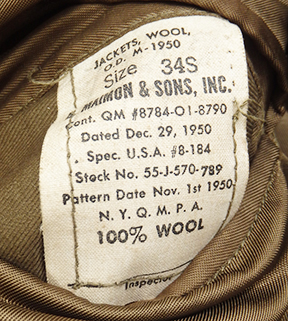 JACKETS, WOOL,
O.D. M-1950
Size 34S
MAIMON & SONS, INC.
Cont. QM #8784-O1-8790
Dated Dec. 29, 1950
Spec. U.S.A. #8-184
Stock No. 55-J-570-789
Pattern Date Nov. 1st 1950
N. Y. Q. M. P. A.
100% WOOL
Inspector